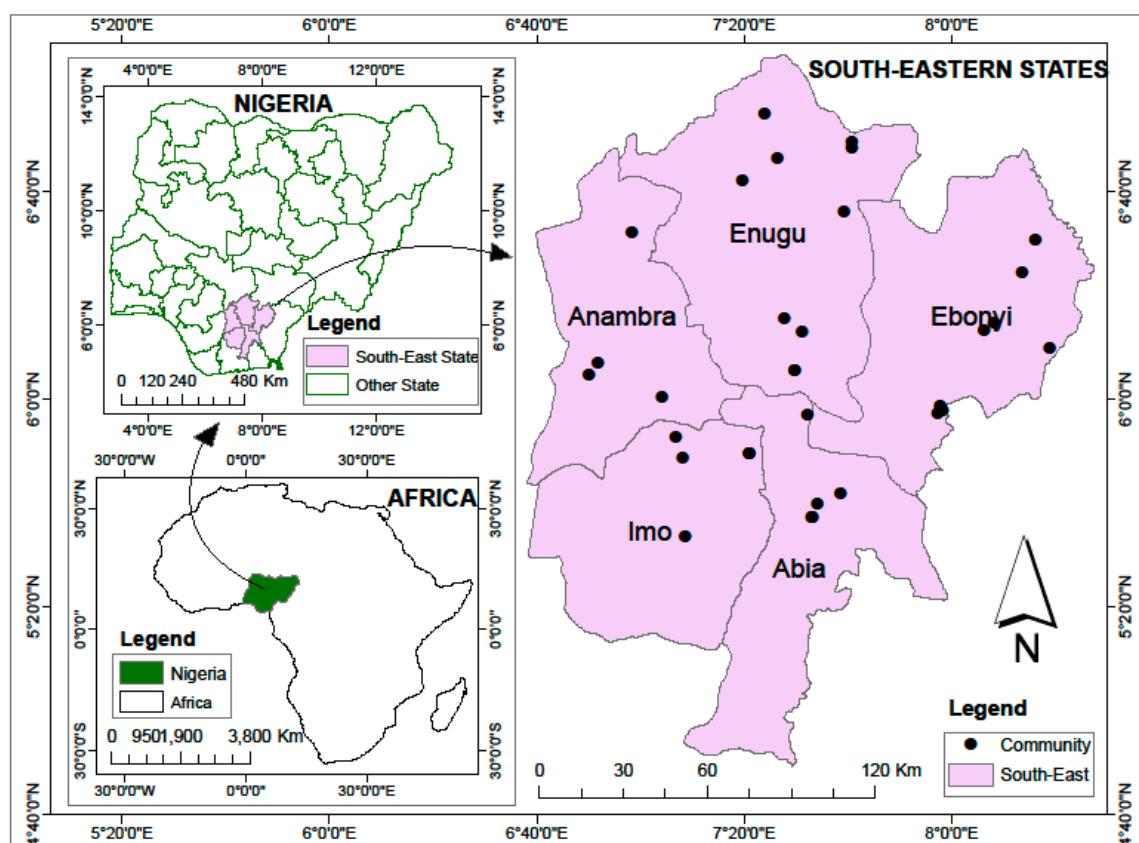 5°20'0"E 6°0'0"E 6°40'0"E 7°20'0"E 8°0'0"E
4°0'0"E 8°0'0"E 12°0'0"E
NIGERIA
14°0'0"N
10°0'0"N
6°0'0"N
14°0'0"N
10°0'0"N
6°0'0"N
Legend
South-East State
Other State
0 120 240 480 Km
4°0'0"E 8°0'0"E 12°0'0"E
30°0'0"W 0°0'0" 30°0'0"E
AFRICA
30°0'0"N
0°0'0"
30°0'0"S
30°0'0"N
0°0'0"
30°0'0"S
Legend
Nigeria
Africa
0 9501,900 3,800 Km
30°0'0"W 0°0'0"E 30°0'0"E
SOUTH-EASTERN STATES
Enugu
Anambra
Ebonyi
Imo
Abia
N
Legend
Community
South-East
0 30 60 120 Km
6°40'0"N
6°0'0"N
5°20'0"N
4°40'0"N
6°40'0"N
6°0'0"N
5°20'0"N
4°40'0"N
5°20'0"E 6°0'0"E 6°40'0"E 7°20'0"E 8°0'0"E